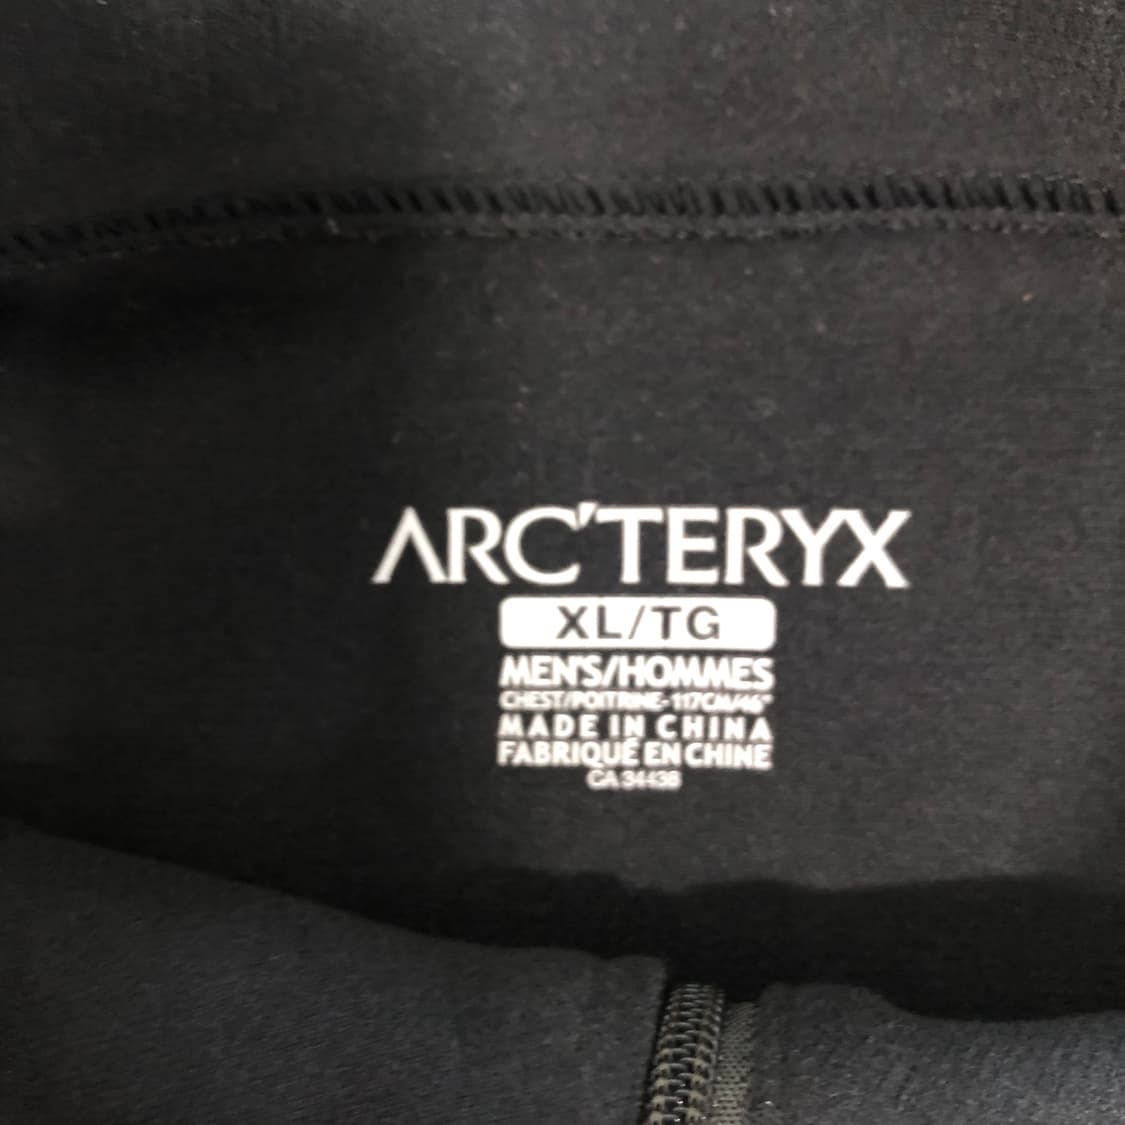 ARC'TERYX
XL/TG
MEN'S/HOMMES
CHEST/POITRINE-117CM/46"
MADE IN CHINA
FABRIQUÉ EN CHINE
CA 34438